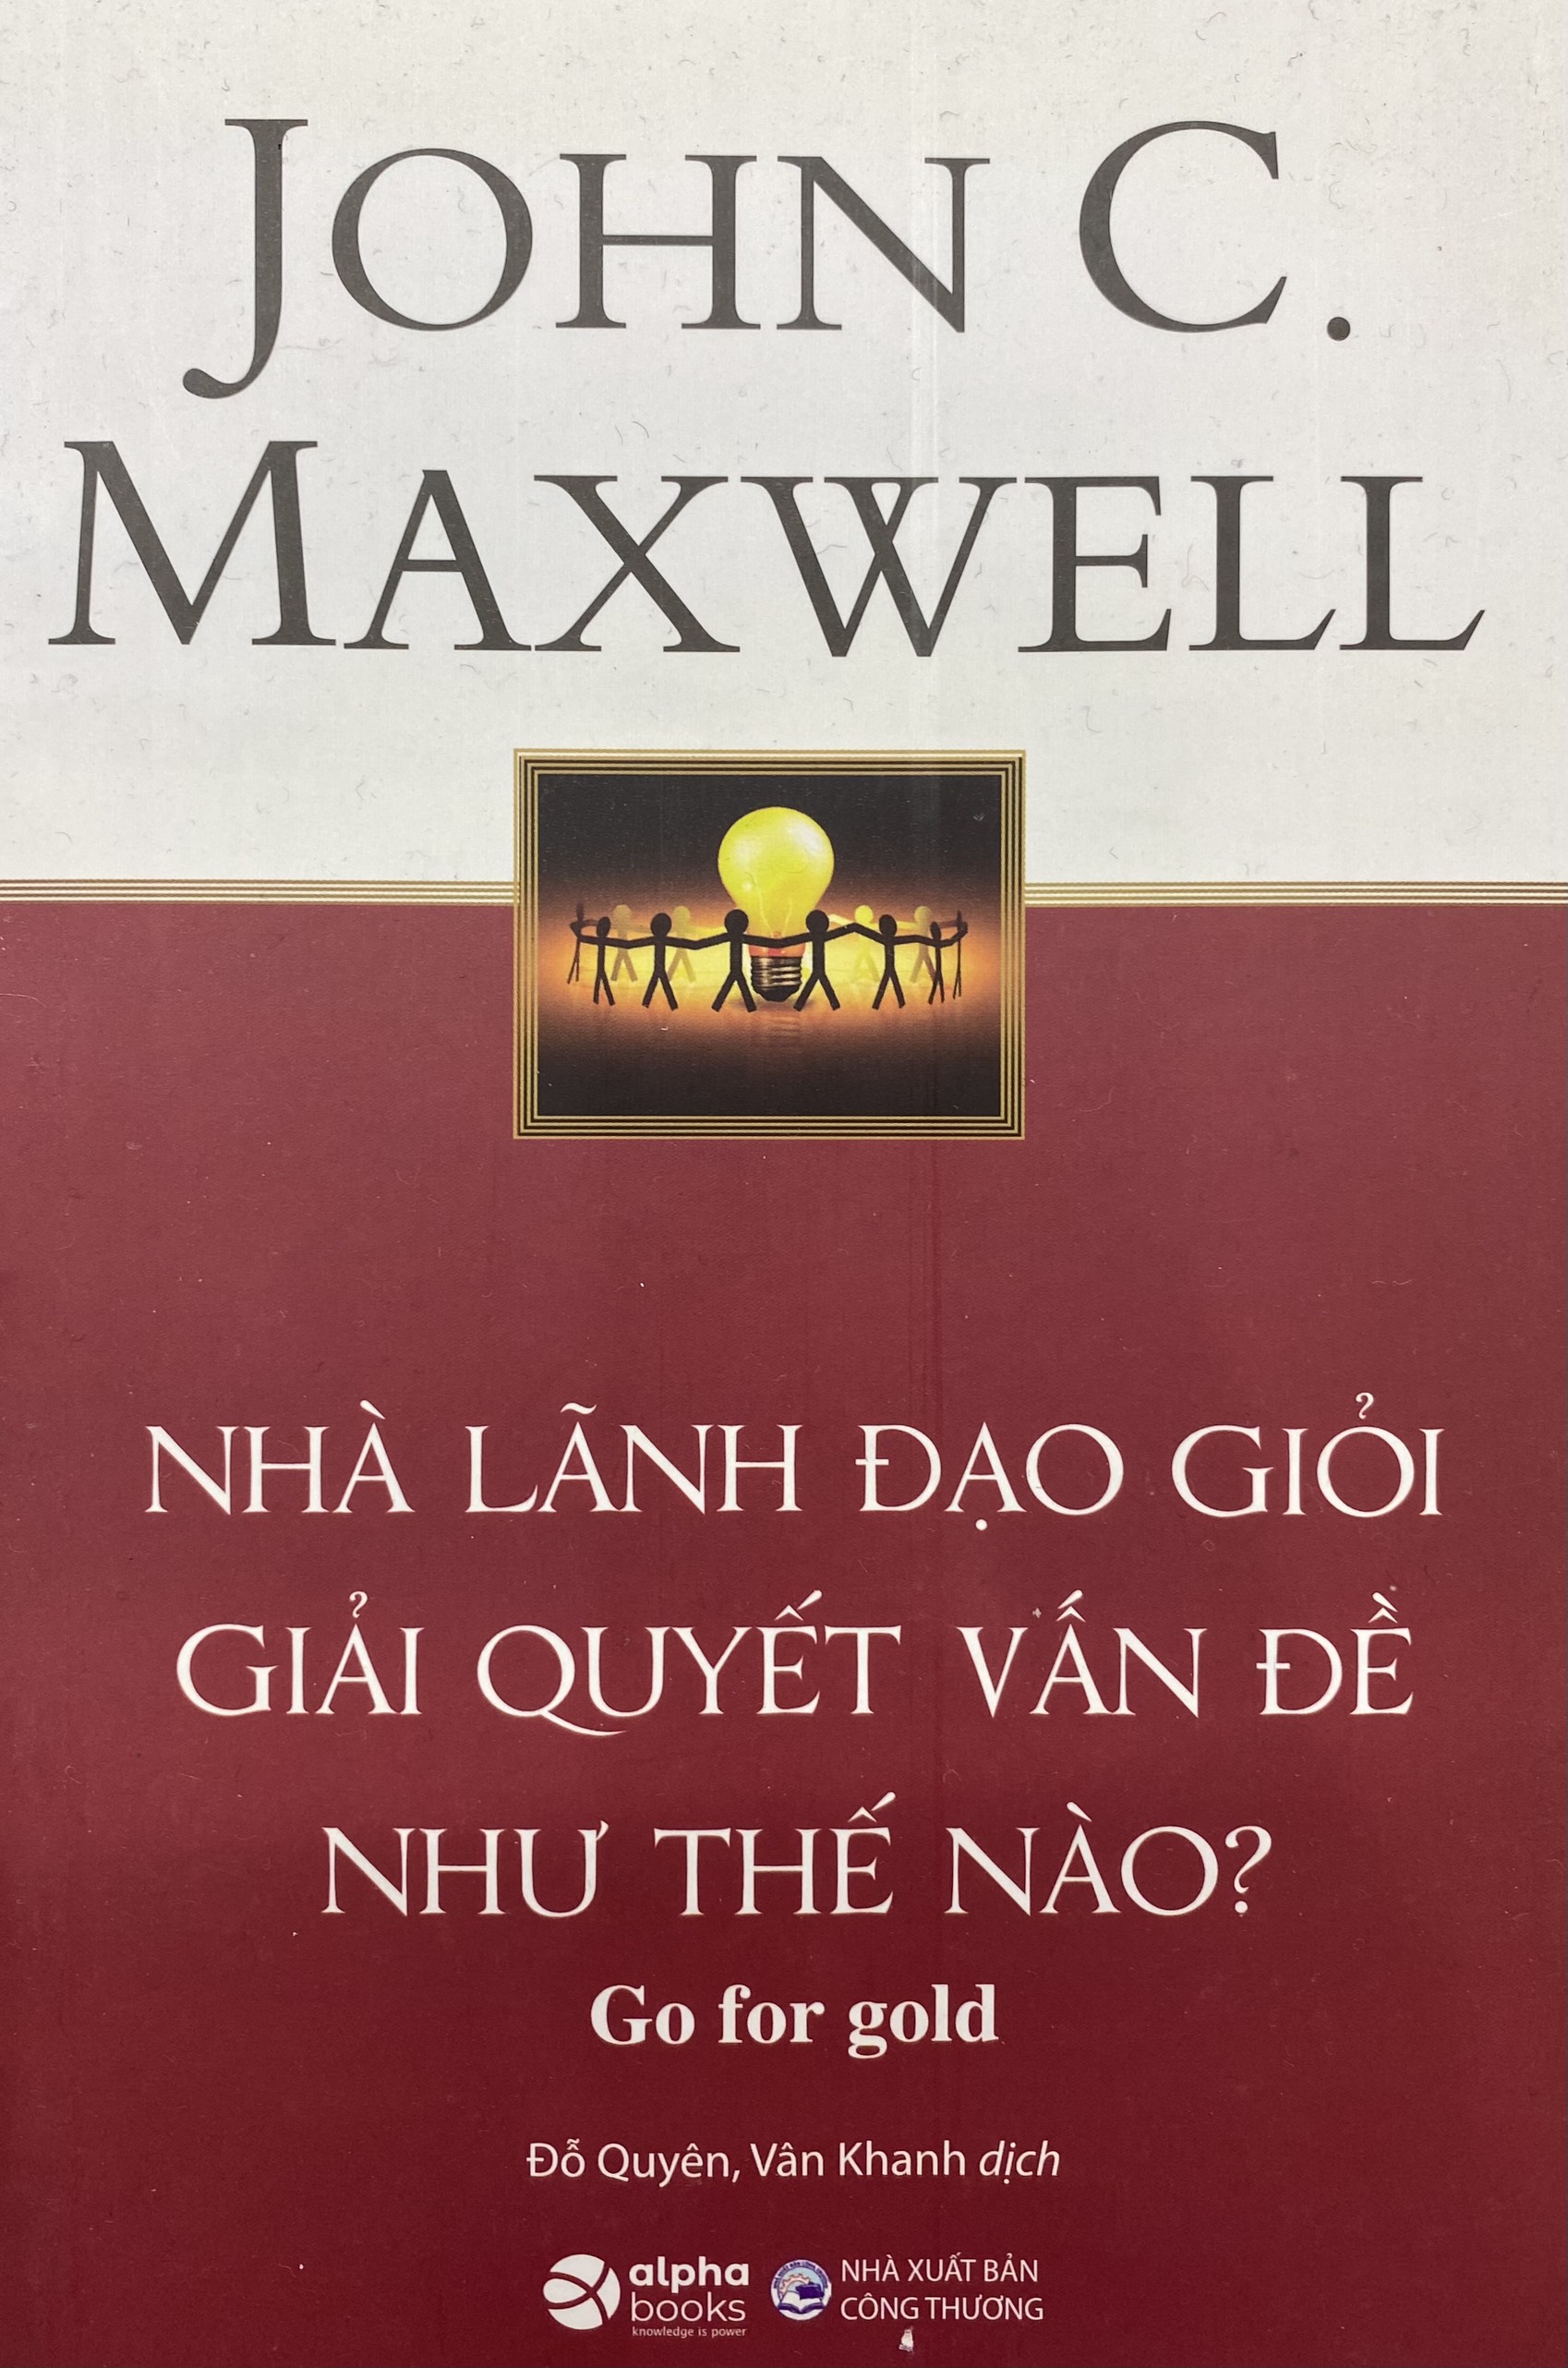 JOHN C.
MAXWELL
NHÀ LÃNH ĐẠO GIỎI
GIẢI QUYẾT VẤN ĐỀ
NHƯ THẾ NÀO?
Go for gold
Đỗ Quyên, Vân Khanh dịch
alpha
books
knowledge is power
NHÀ XUẤT BẢN
CÔNG THƯƠNG